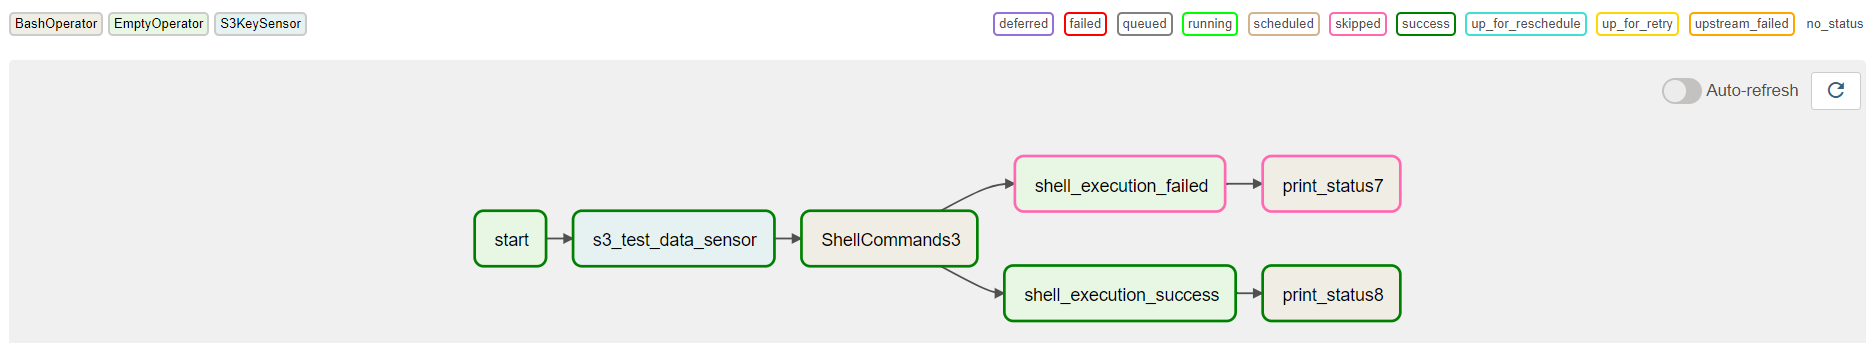 BashOperator EmptyOperator S3KeySensor deferred failed queued running scheduled skipped success up_for_reschedule up_for_retry upstream_failed no_status
Auto-refresh
shell_execution_failed print_status7
start s3_test_data_sensor ShellCommands3
shell_execution_success print_status8